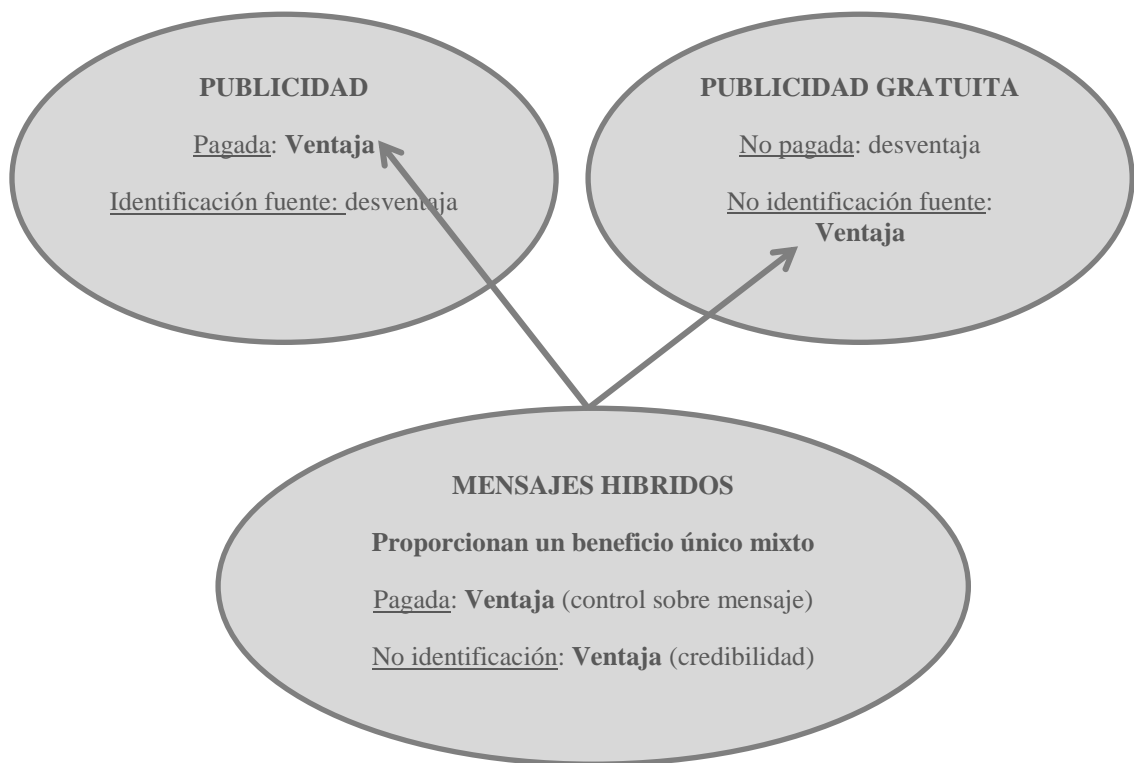 PUBLICIDAD
Pagada: Ventaja
Identificación fuente: desventaja
PUBLICIDAD GRATUITA
No pagada: desventaja
No identificación fuente:
Ventaja
MENSAJES HIBRIDOS
Proporcionan un beneficio único mixto
Pagada: Ventaja (control sobre mensaje)
No identificación: Ventaja (credibilidad)